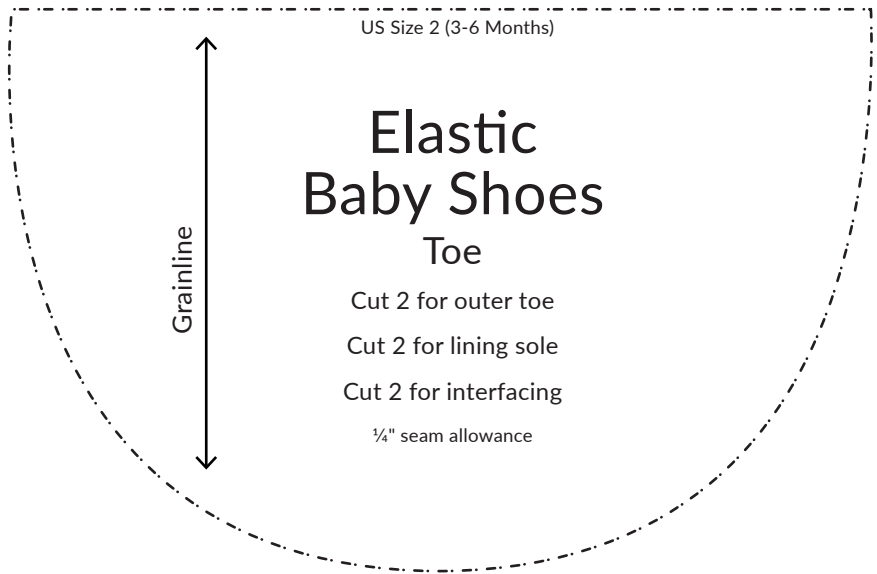 US Size 2 (3-6 Months)
Elastic
Baby Shoes
Toe
Grainline
Cut 2 for outer toe
Cut 2 for lining sole
Cut 2 for interfacing
¼" seam allowance